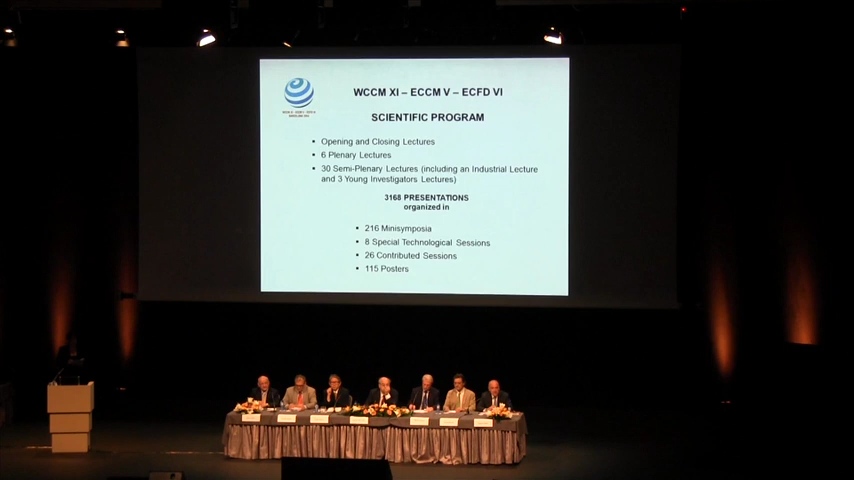 WCCM XI – ECCM V – ECFD VI
SCIENTIFIC PROGRAM
• Opening and Closing Lectures
• 6 Plenary Lectures
• 30 Semi-Plenary Lectures (including an Industrial Lecture
and 3 Young Investigators Lectures)
3168 PRESENTATIONS
organized in
• 216 Minisymposia
• 8 Special Technological Sessions
• 26 Contributed Sessions
• 115 Posters